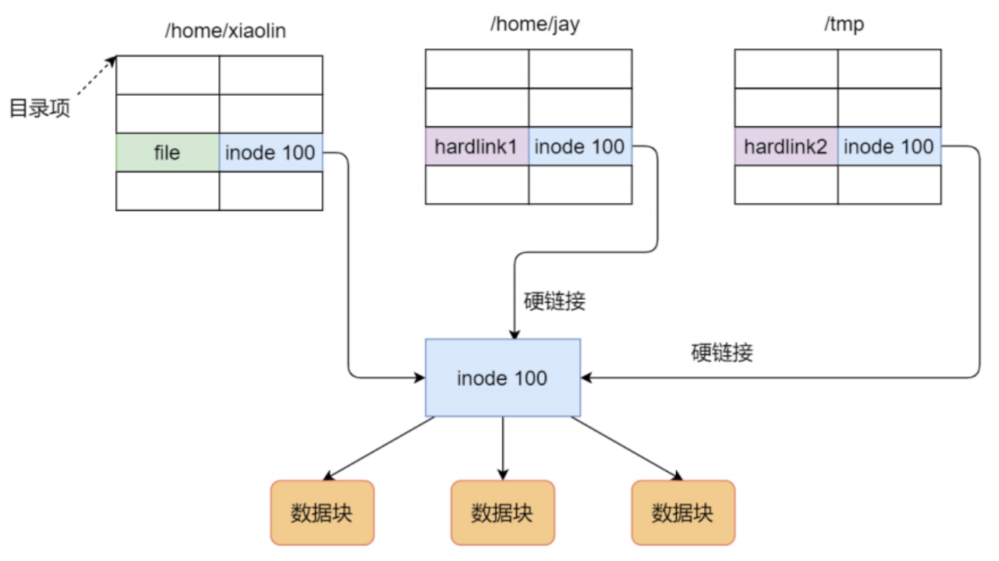 /home/xiaolin
/home/jay
/tmp
目录项
file
inode 100
hardlink1
inode 100
hardlink2
inode 100
硬链接
硬链接
inode 100
数据块
数据块
数据块